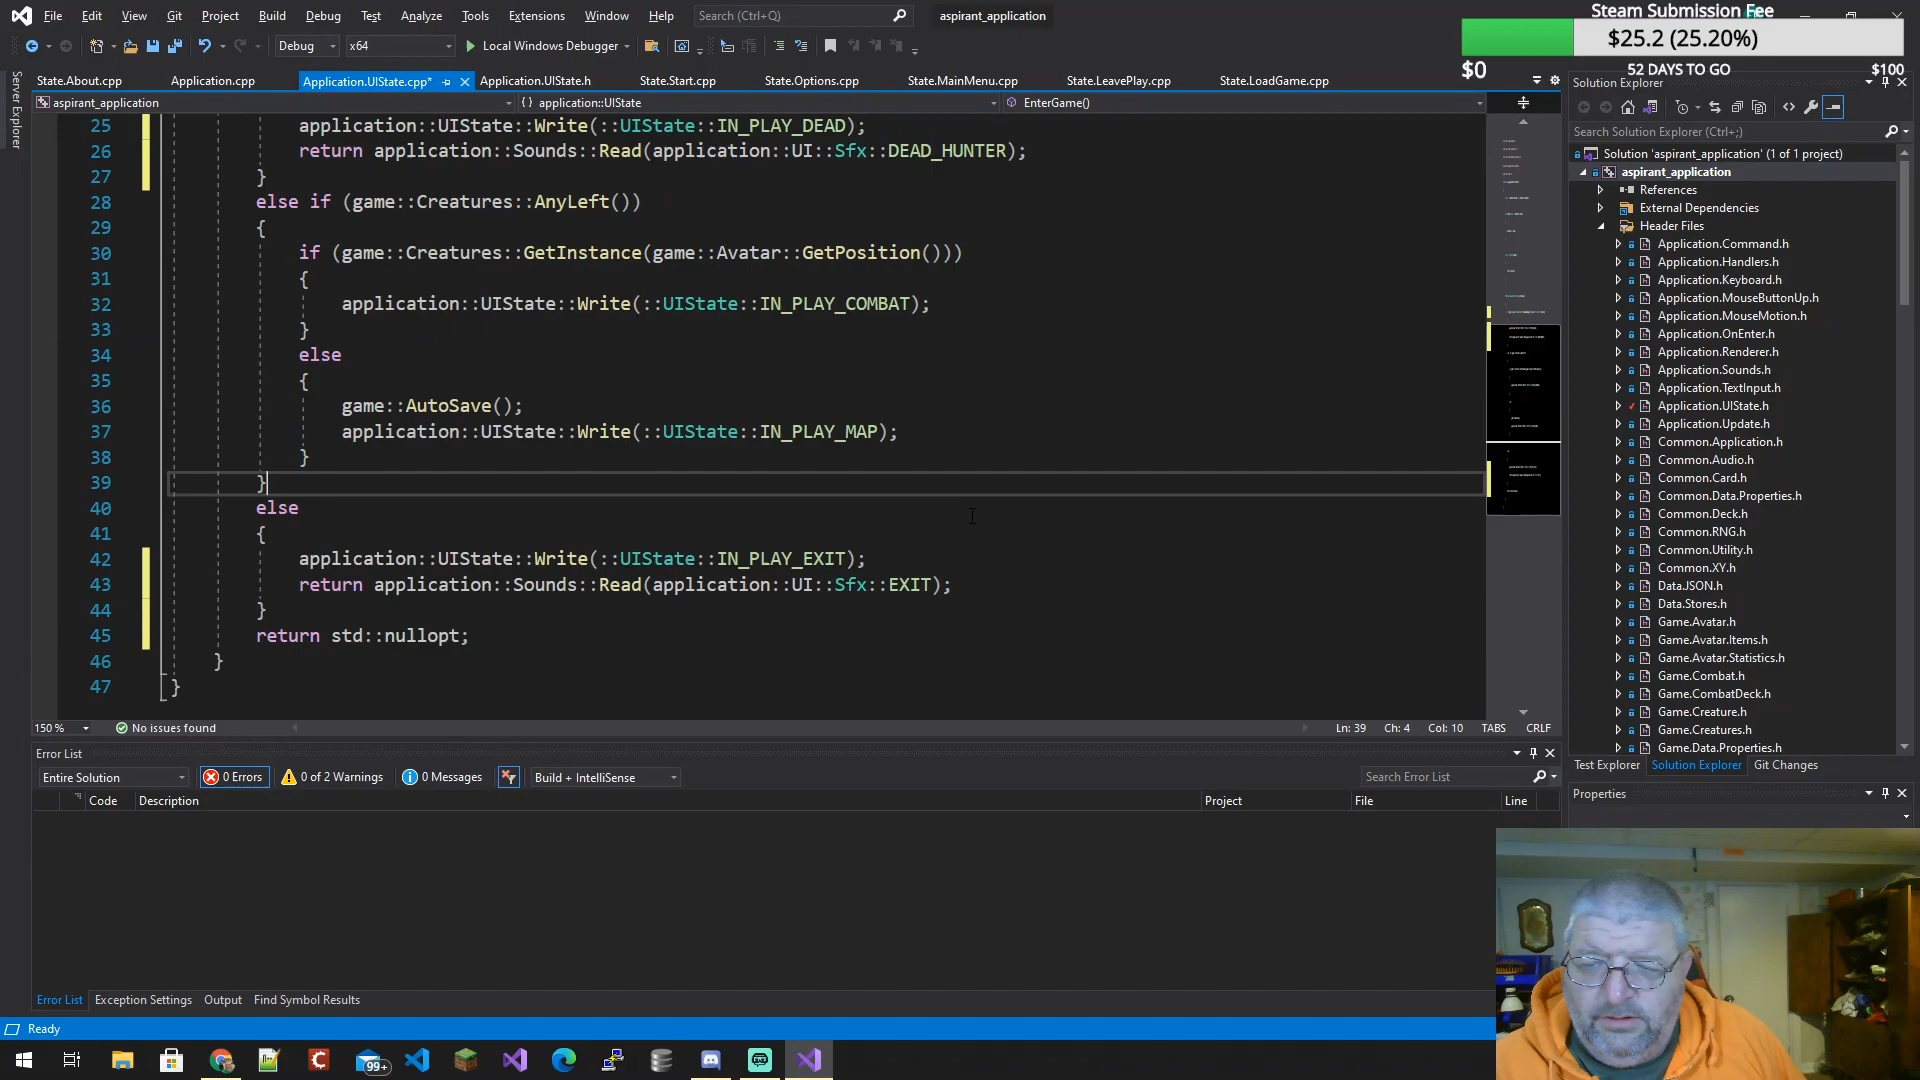 File Edit View Git Project Build Debug Test Analyze Tools Extensions Window Help Search (Ctrl+Q) aspirant_application
Steam Submission Fee
$25.2 (25.20%)
$0 52 DAYS TO GO $100
Debug x64 Local Windows Debugger
Server Explorer
State.About.cpp Application.cpp Application.UIState.cpp* Application.UIState.h State.Start.cpp State.Options.cpp State.MainMenu.cpp State.LeavePlay.cpp State.LoadGame.cpp
aspirant_application application::UIState EnterGame()
25 application::UIState::Write(::UIState::IN_PLAY_DEAD);
26 return application::Sounds::Read(application::UI::Sfx::DEAD_HUNTER);
27 }
28 else if (game::Creatures::AnyLeft())
29 {
30 if (game::Creatures::GetInstance(game::Avatar::GetPosition()))
31 {
32 application::UIState::Write(::UIState::IN_PLAY_COMBAT);
33 }
34 else
35 {
36 game::AutoSave();
37 application::UIState::Write(::UIState::IN_PLAY_MAP);
38 }
39 }
40 else
41 {
42 application::UIState::Write(::UIState::IN_PLAY_EXIT);
43 return application::Sounds::Read(application::UI::Sfx::EXIT);
44 }
45 return std::nullopt;
46 }
47 }
150 % No issues found Ln: 39 Ch: 4 Col: 10 TABS CRLF
Error List
Entire Solution 0 Errors 0 of 2 Warnings 0 Messages Build + IntelliSense Search Error List
Code Description Project File Line
Error List Exception Settings Output Find Symbol Results
Ready
Solution Explorer
Search Solution Explorer (Ctrl+;)
Solution 'aspirant_application' (1 of 1 project)
aspirant_application
References
External Dependencies
Header Files
Application.Command.h
Application.Handlers.h
Application.Keyboard.h
Application.MouseButtonUp.h
Application.MouseMotion.h
Application.OnEnter.h
Application.Renderer.h
Application.Sounds.h
Application.TextInput.h
Application.UIState.h
Application.Update.h
Common.Application.h
Common.Audio.h
Common.Card.h
Common.Data.Properties.h
Common.Deck.h
Common.RNG.h
Common.Utility.h
Common.XY.h
Data.JSON.h
Data.Stores.h
Game.Avatar.h
Game.Avatar.Items.h
Game.Avatar.Statistics.h
Game.Combat.h
Game.CombatDeck.h
Game.Creature.h
Game.Creatures.h
Game.Data.Properties.h
Test Explorer Solution Explorer Git Changes
Properties
99+